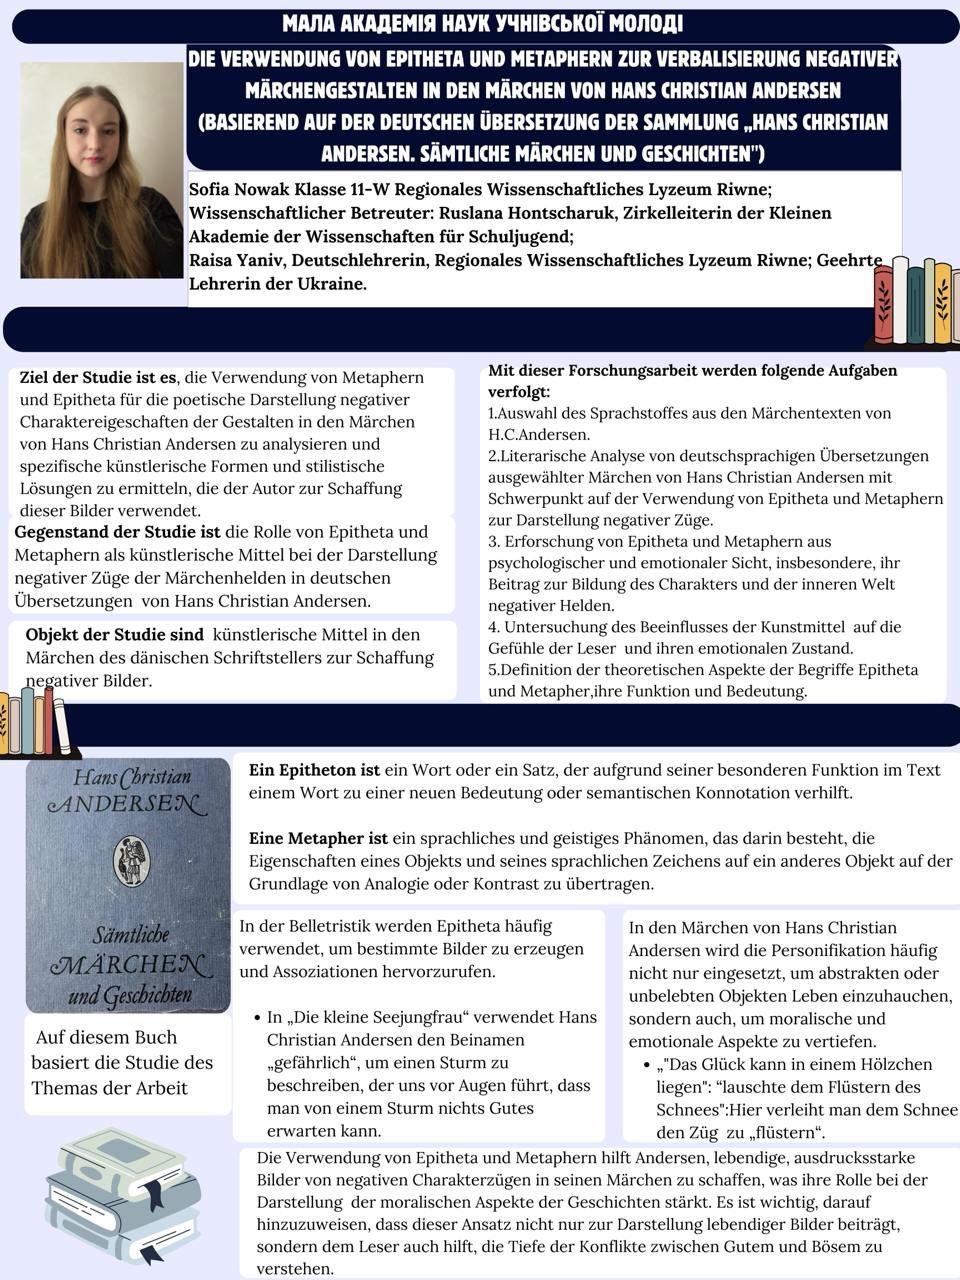 МАЛА АКАДЕМІЯ НАУК УЧНІВСЬКОЇ МОЛОДІ
DIE VERWENDUNG VON EPITHETA UND METAPHERN ZUR VERBALISIERUNG NEGATIVER
MÄRCHENGESTALTEN IN DEN MÄRCHEN VON HANS CHRISTIAN ANDERSEN
(BASIEREND AUF DER DEUTSCHEN ÜBERSETZUNG DER SAMMLUNG „HANS CHRISTIAN
ANDERSEN. SÄMTLICHE MÄRCHEN UND GESCHICHTEN")
Sofia Nowak Klasse 11-W Regionales Wissenschaftliches Lyzeum Riwne;
Wissenschaftlicher Betreuter: Ruslana Hontscharuk, Zirkelleiterin der Kleinen
Akademie der Wissenschaften für Schuljugend;
Raisa Yaniv, Deutschlehrerin, Regionales Wissenschaftliches Lyzeum Riwne; Geehrte
Lehrerin der Ukraine.
Ziel der Studie ist es, die Verwendung von Metaphern
und Epitheta für die poetische Darstellung negativer
Charaktereigeschaften der Gestalten in den Märchen
von Hans Christian Andersen zu analysieren und
spezifische künstlerische Formen und stilistische
Lösungen zu ermitteln, die der Autor zur Schaffung
dieser Bilder verwendet.
Gegenstand der Studie ist die Rolle von Epitheta und
Metaphern als künstlerische Mittel bei der Darstellung
negativer Züge der Märchenhelden in deutschen
Übersetzungen  von Hans Christian Andersen.
Objekt der Studie sind  künstlerische Mittel in den
Märchen des dänischen Schriftstellers zur Schaffung
negativer Bilder.
Mit dieser Forschungsarbeit werden folgende Aufgaben
verfolgt:
1.Auswahl des Sprachstoffes aus den Märchentexten von
H.C.Andersen.
2.Literarische Analyse von deutschsprachigen Übersetzungen
ausgewählter Märchen von Hans Christian Andersen mit
Schwerpunkt auf der Verwendung von Epitheta und Metaphern
zur Darstellung negativer Züge.
3. Erforschung von Epitheta und Metaphern aus
psychologischer und emotionaler Sicht, insbesondere, ihr
Beitrag zur Bildung des Charakters und der inneren Welt
negativer Helden.
4. Untersuchung des Beeinflusses der Kunstmittel  auf die
Gefühle der Leser  und ihren emotionalen Zustand.
5.Definition der theoretischen Aspekte der Begriffe Epitheta
und Metapher,ihre Funktion und Bedeutung.
Hans Christian
ANDERSEN
Sämtliche
MÄRCHEN
und Geschichten
Auf diesem Buch
basiert die Studie des
Themas der Arbeit
Ein Epitheton ist ein Wort oder ein Satz, der aufgrund seiner besonderen Funktion im Text
einem Wort zu einer neuen Bedeutung oder semantischen Konnotation verhilft.
Eine Metapher ist ein sprachliches und geistiges Phänomen, das darin besteht, die
Eigenschaften eines Objekts und seines sprachlichen Zeichens auf ein anderes Objekt auf der
Grundlage von Analogie oder Kontrast zu übertragen.
In der Belletristik werden Epitheta häufig
verwendet, um bestimmte Bilder zu erzeugen
und Assoziationen hervorzurufen.
• In „Die kleine Seejungfrau“ verwendet Hans
Christian Andersen den Beinamen
„gefährlich“, um einen Sturm zu
beschreiben, der uns vor Augen führt, dass
man von einem Sturm nichts Gutes
erwarten kann.
In den Märchen von Hans Christian
Andersen wird die Personifikation häufig
nicht nur eingesetzt, um abstrakten oder
unbelebten Objekten Leben einzuhauchen,
sondern auch, um moralische und
emotionale Aspekte zu vertiefen.
• „"Das Glück kann in einem Hölzchen
liegen": “lauschte dem Flüstern des
Schnees":Hier verleiht man dem Schnee
den Züg  zu „flüstern“.
Die Verwendung von Epitheta und Metaphern hilft Andersen, lebendige, ausdrucksstarke
Bilder von negativen Charakterzügen in seinen Märchen zu schaffen, was ihre Rolle bei der
Darstellung  der moralischen Aspekte der Geschichten stärkt. Es ist wichtig, darauf
hinzuzuweisen, dass dieser Ansatz nicht nur zur Darstellung lebendiger Bilder beiträgt,
sondern dem Leser auch hilft, die Tiefe der Konflikte zwischen Gutem und Bösem zu
verstehen.